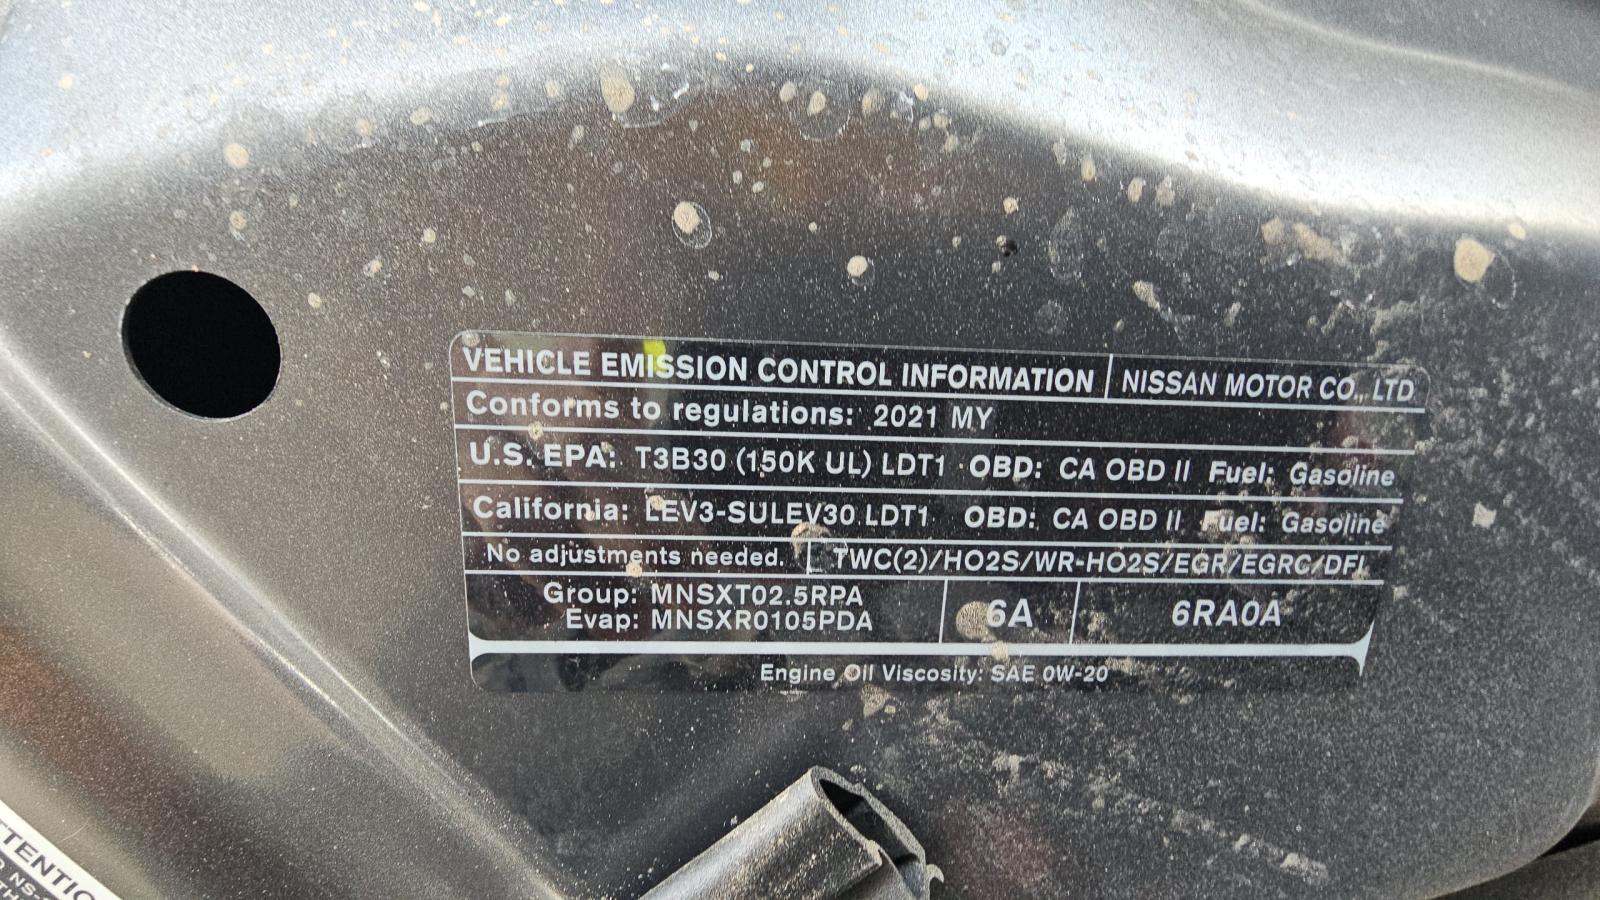 VEHICLE EMISSION CONTROL INFORMATION NISSAN MOTOR CO., LTD
Conforms to regulations: 2021 MY
U.S. EPA: T3B30 (150K UL) LDT1 OBD: CA OBD II Fuel: Gasoline
California: LEV3-SULEV30 LDT1 OBD: CA OBD II Fuel: Gasoline
No adjustments needed. TWC(2)/HO2S/WR-HO2S/EGR/EGRC/DFI
Group: MNSXT02.5RPA
Evap: MNSXR0105PDA
6A 6RA0A
Engine Oil Viscosity: SAE 0W-20